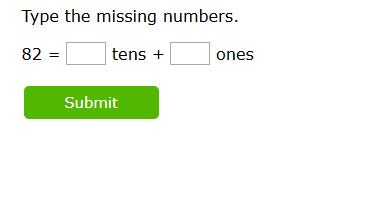 Type the missing numbers.
82 = tens + ones
Submit